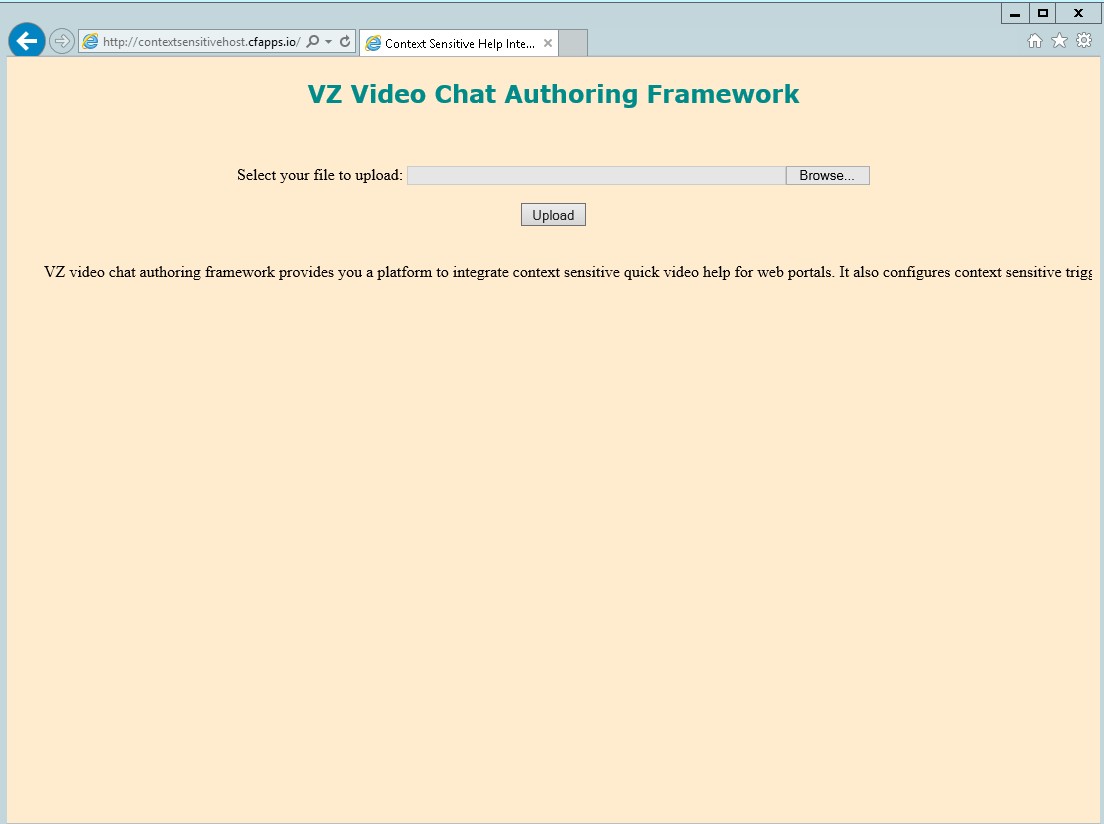 http://contextsensitivehost.cfapps.io/
Context Sensitive Help Inte...
VZ Video Chat Authoring Framework
Select your file to upload:
Browse...
Upload
VZ video chat authoring framework provides you a platform to integrate context sensitive quick video help for web portals. It also configures context sensitive trigg